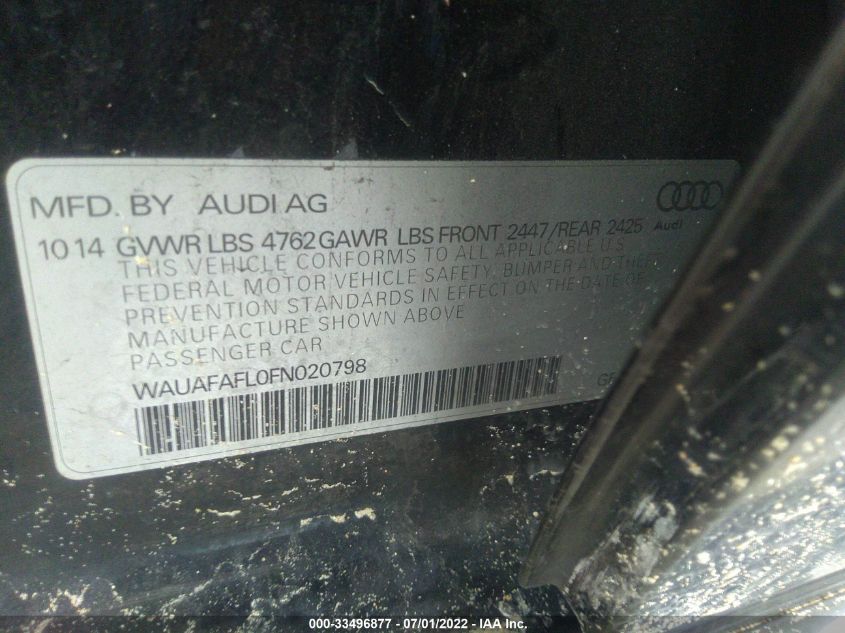 MFD. BY AUDI AG
10 14 GVWR LBS 4762 GAWR LBS FRONT 2447/REAR 2425
Audi
THIS VEHICLE CONFORMS TO ALL APPLICABLE U.S
FEDERAL MOTOR VEHICLE SAFETY, BUMPER AND THEFT
PREVENTION STANDARDS IN EFFECT ON THE DATE OF
MANUFACTURE SHOWN ABOVE
PASSENGER CAR
WAUAFAFL0FN020798
000-33496877 - 07/01/2022 - IAA Inc.